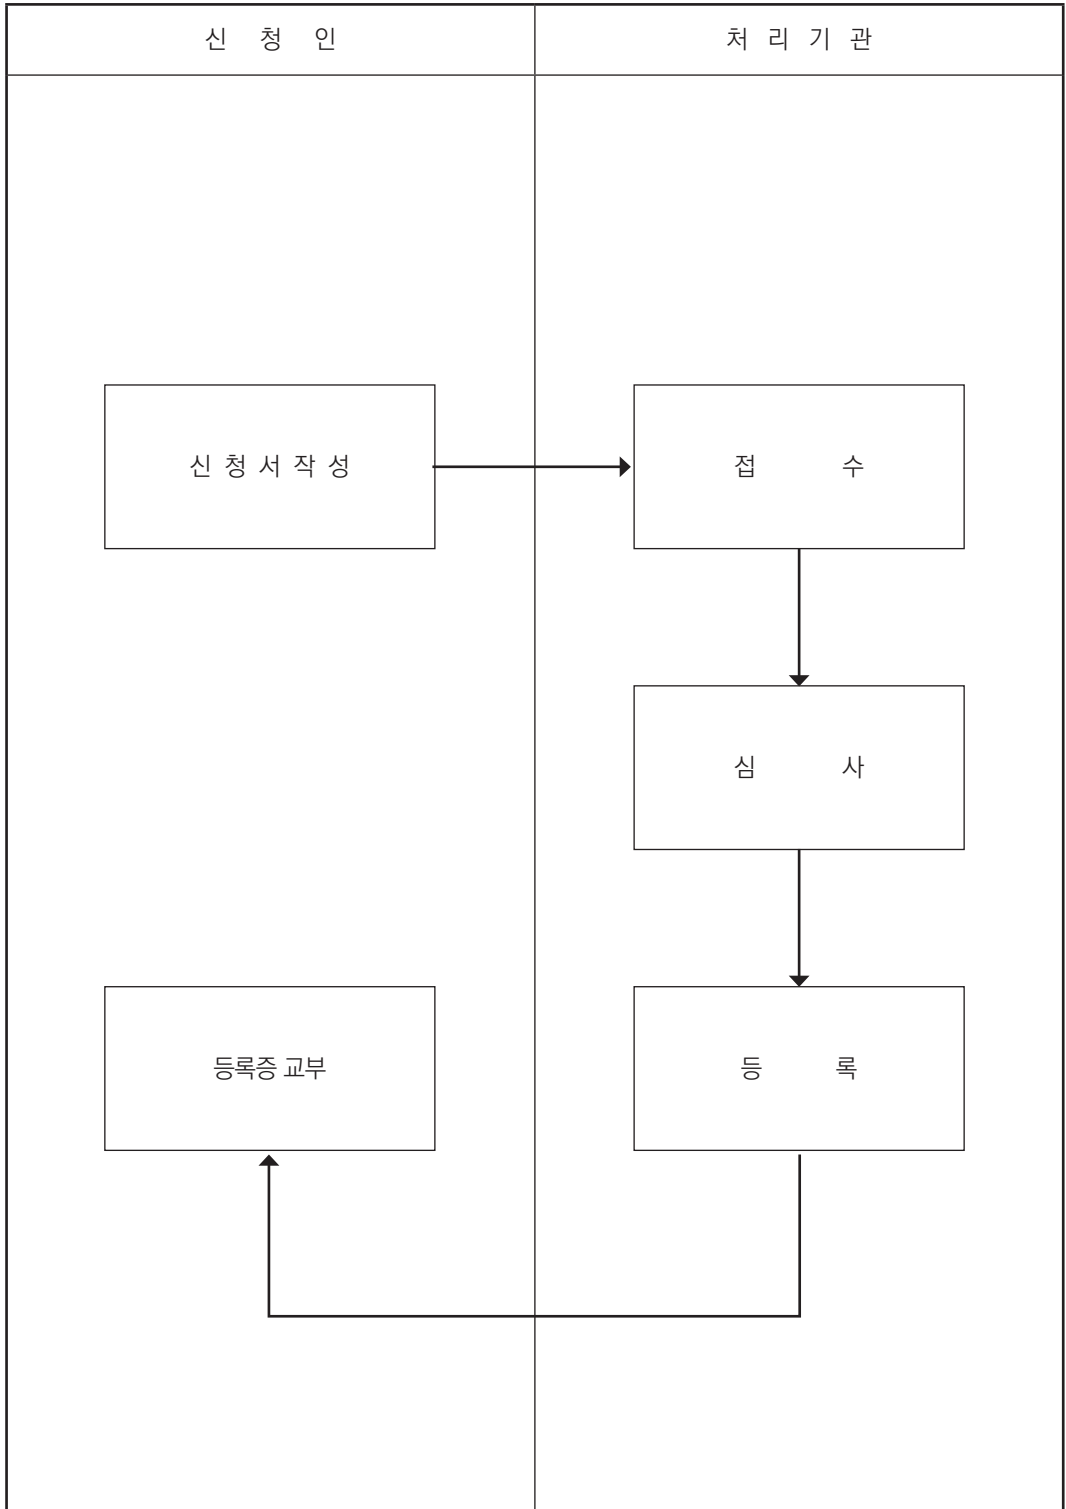 신 청 인
처 리 기 관
신 청 서 작 성
접 수
심 사
등 록
등록증 교부